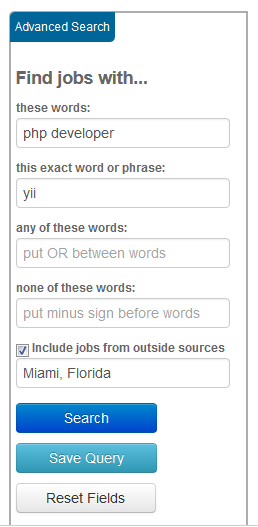 Advanced Search
Find jobs with...
these words:
php developer
this exact word or phrase:
yii
any of these words:
put OR between words
none of these words:
put minus sign before words
Include jobs from outside sources
Miami, Florida
Search
Save Query
Reset Fields